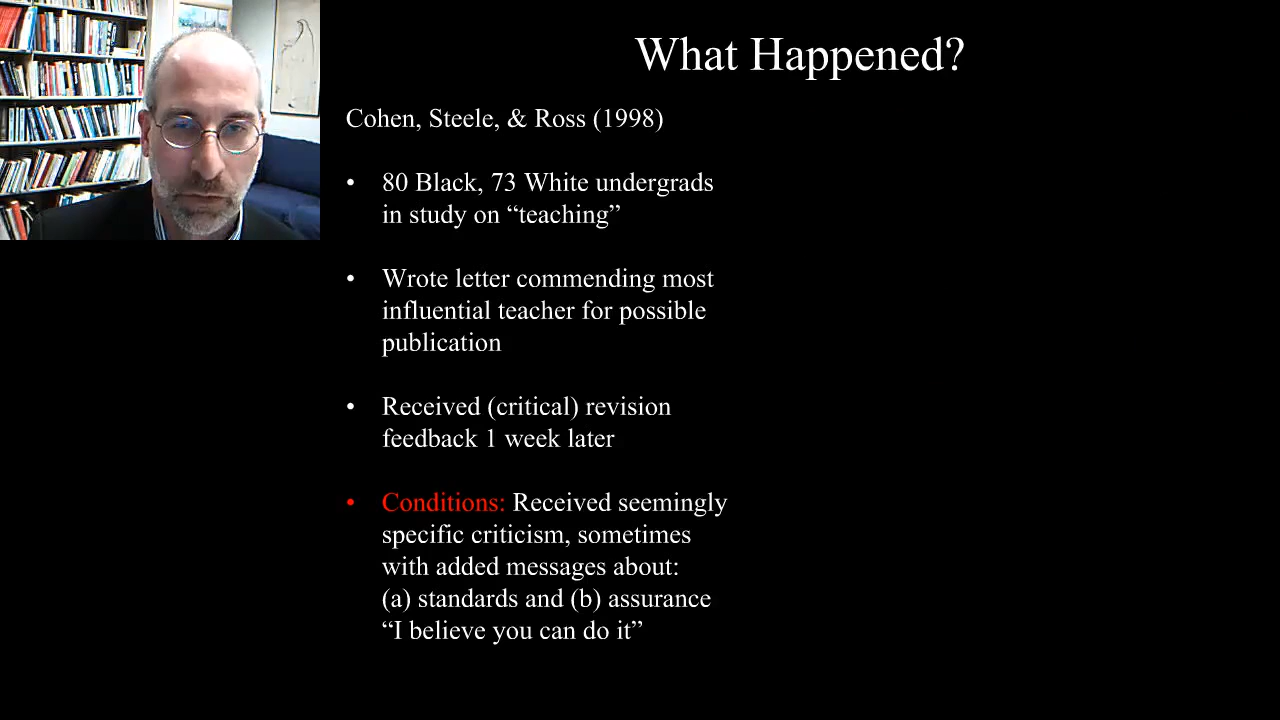 What Happened?
Cohen, Steele, & Ross (1998)
• 80 Black, 73 White undergrads
in study on “teaching”
• Wrote letter commending most
influential teacher for possible
publication
• Received (critical) revision
feedback 1 week later
• Conditions: Received seemingly
specific criticism, sometimes
with added messages about:
(a) standards and (b) assurance
“I believe you can do it”